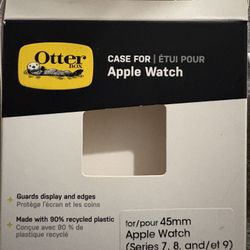 Otter
BOX
CASE FOR | ÉTUI POUR
Apple Watch
Guards display and edges
Protège l'écran et les coins
Made with 90% recycled plastic
Conçue avec 90 % de
plastique recyclé
for/pour 45mm
Apple Watch
(Series 7, 8, and/et 9)